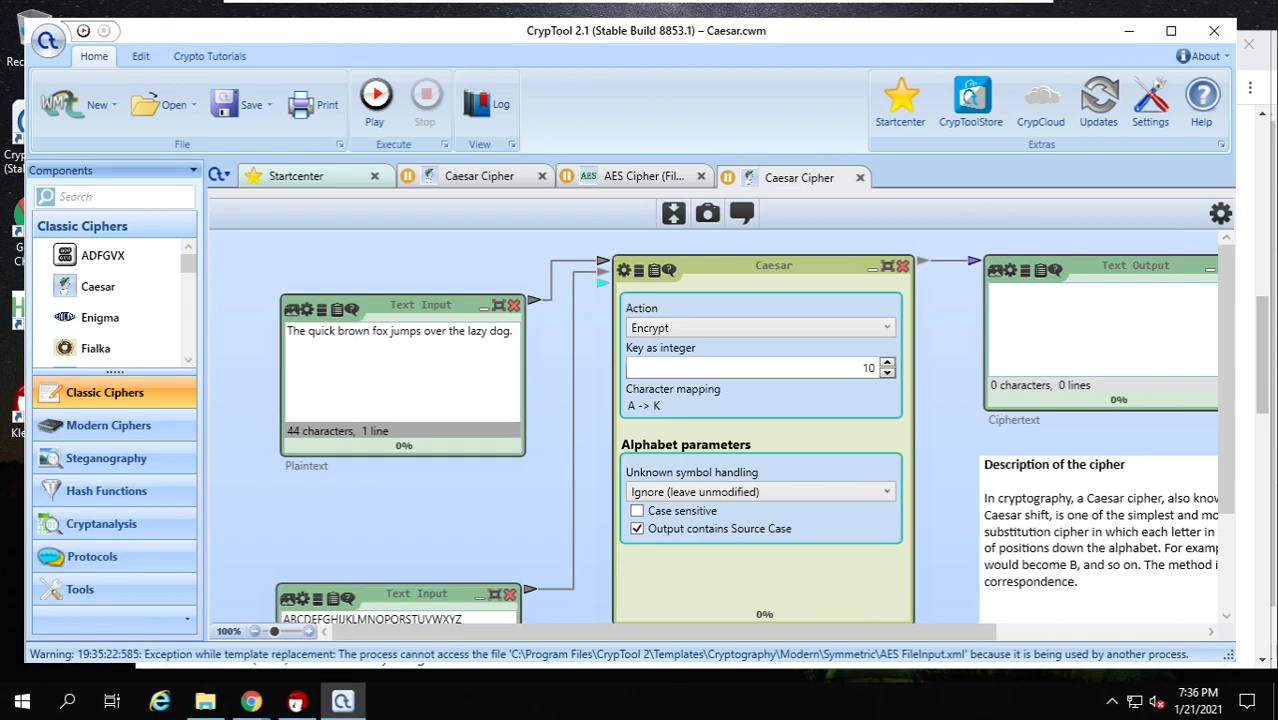 CrypTool 2.1 (Stable Build 8853.1) – Caesar.cwm
Home
Edit
Crypto Tutorials
About
New
Open
Save
Print
Play
Stop
Log
Startcenter
CrypToolStore
CrypCloud
Updates
Settings
Help
File
Execute
View
Extras
Components
Startcenter
Caesar Cipher
AES
AES Cipher (Fil...
Caesar Cipher
Search
Classic Ciphers
ADFGVX
Caesar
Enigma
Fialka
Classic Ciphers
Modern Ciphers
Steganography
Hash Functions
Cryptanalysis
Protocols
Tools
Text Input
The quick brown fox jumps over the lazy dog.
44 characters, 1 line
0%
Plaintext
Text Input
ABCDEFGHIJKLMNOPQRSTUVWXYZ
Caesar
Action
Encrypt
Key as integer
10
Character mapping
A -> K
Alphabet parameters
Unknown symbol handling
Ignore (leave unmodified)
Case sensitive
Output contains Source Case
0%
Text Output
0 characters, 0 lines
0%
Ciphertext
Description of the cipher
In cryptography, a Caesar cipher, also know
Caesar shift, is one of the simplest and mo
substitution cipher in which each letter in
of positions down the alphabet. For examp
would become B, and so on. The method i
correspondence.
100%
Warning: 19:35:22:585: Exception while template replacement: The process cannot access the file 'C:\Program Files\CrypTool 2\Templates\Cryptography\Modern\Symmetric\AES FileInput.xml' because it is being used by another process.
7:36 PM
1/21/2021